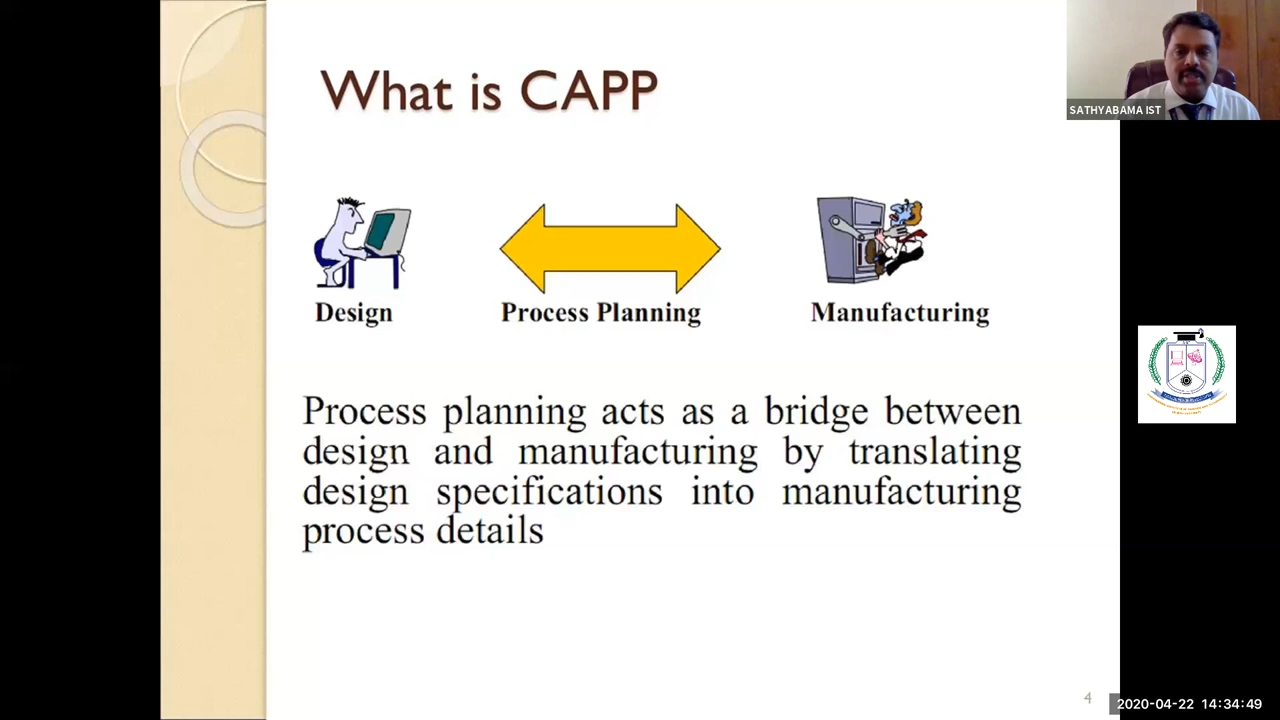 What is CAPP
SATHYABAMA IST
Design
Process Planning
Manufacturing
Process planning acts as a bridge between
design and manufacturing by translating
design specifications into manufacturing
process details
4
2020-04-22 14:34:49